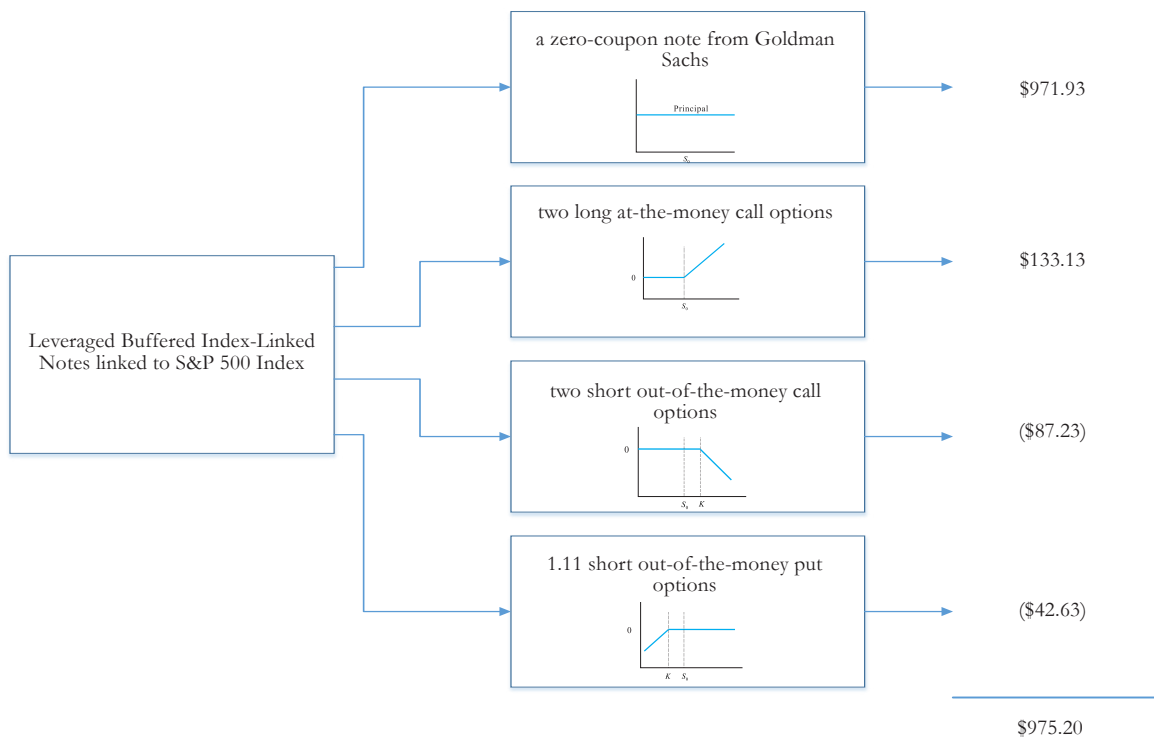 a zero-coupon note from Goldman
Sachs
Principal
S₀
$971.93
two long at-the-money call options
0
S₀
$133.13
Leveraged Buffered Index-Linked
Notes linked to S&P 500 Index
two short out-of-the-money call
options
0
S₀ K
($87.23)
1.11 short out-of-the-money put
options
0
K S₀
($42.63)
$975.20